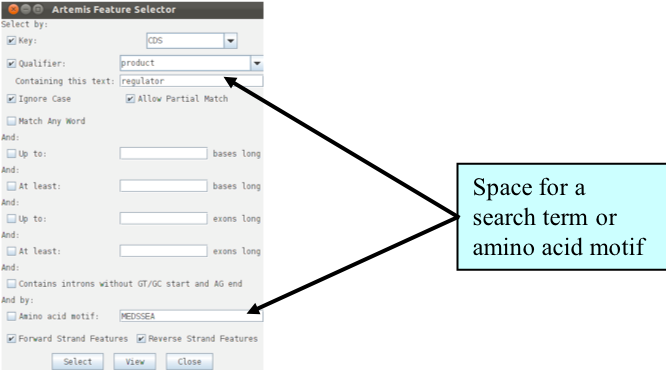 Artemis Feature Selector
Select by:
Key: CDS
Qualifier: product
Containing this text: regulator
Ignore Case Allow Partial Match
Match Any Word
And:
Up to: bases long
And:
At least: bases long
And:
Up to: exons long
And:
At least: exons long
And:
Contains introns without GT/GC start and AG end
And by:
Amino acid motif: MEDSSEA
Forward Strand Features Reverse Strand Features
Select View Close
Space for a
search term or
amino acid motif